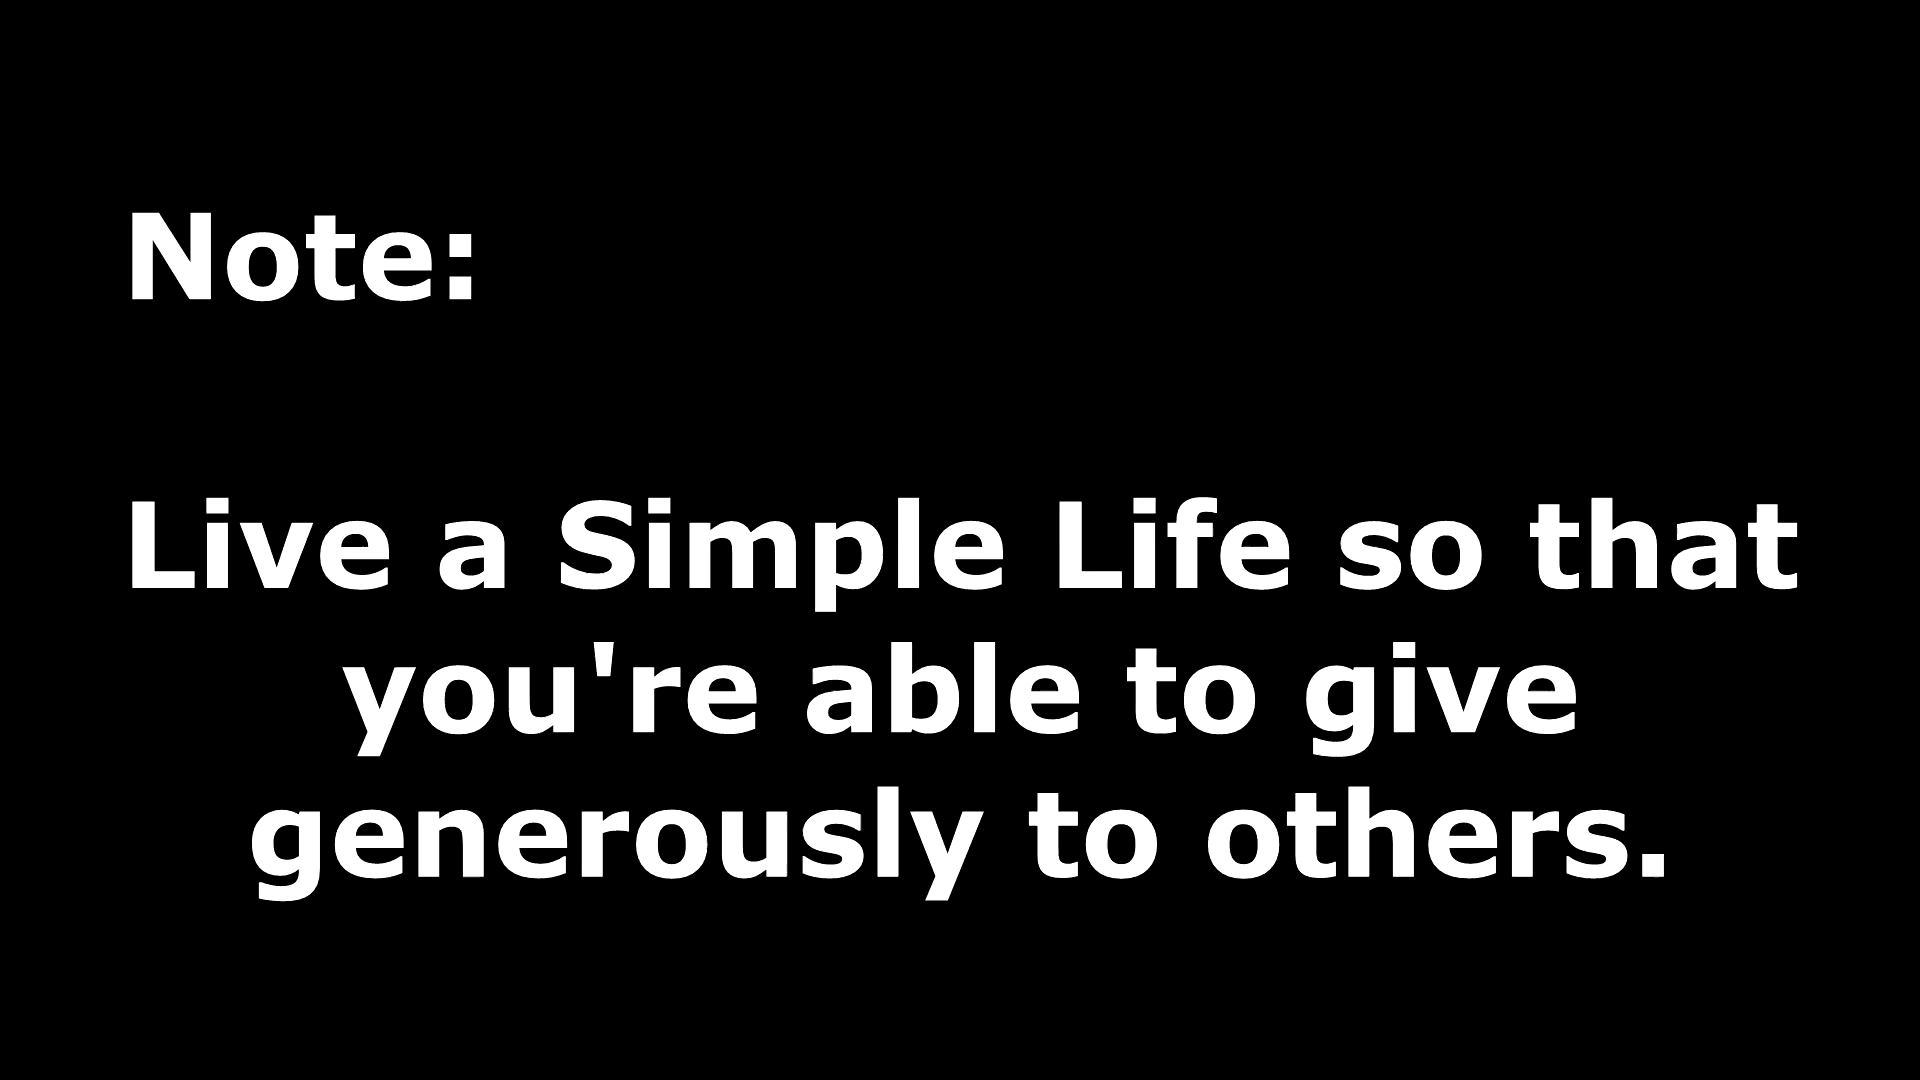 Note:
Live a Simple Life so that
you're able to give
generously to others.